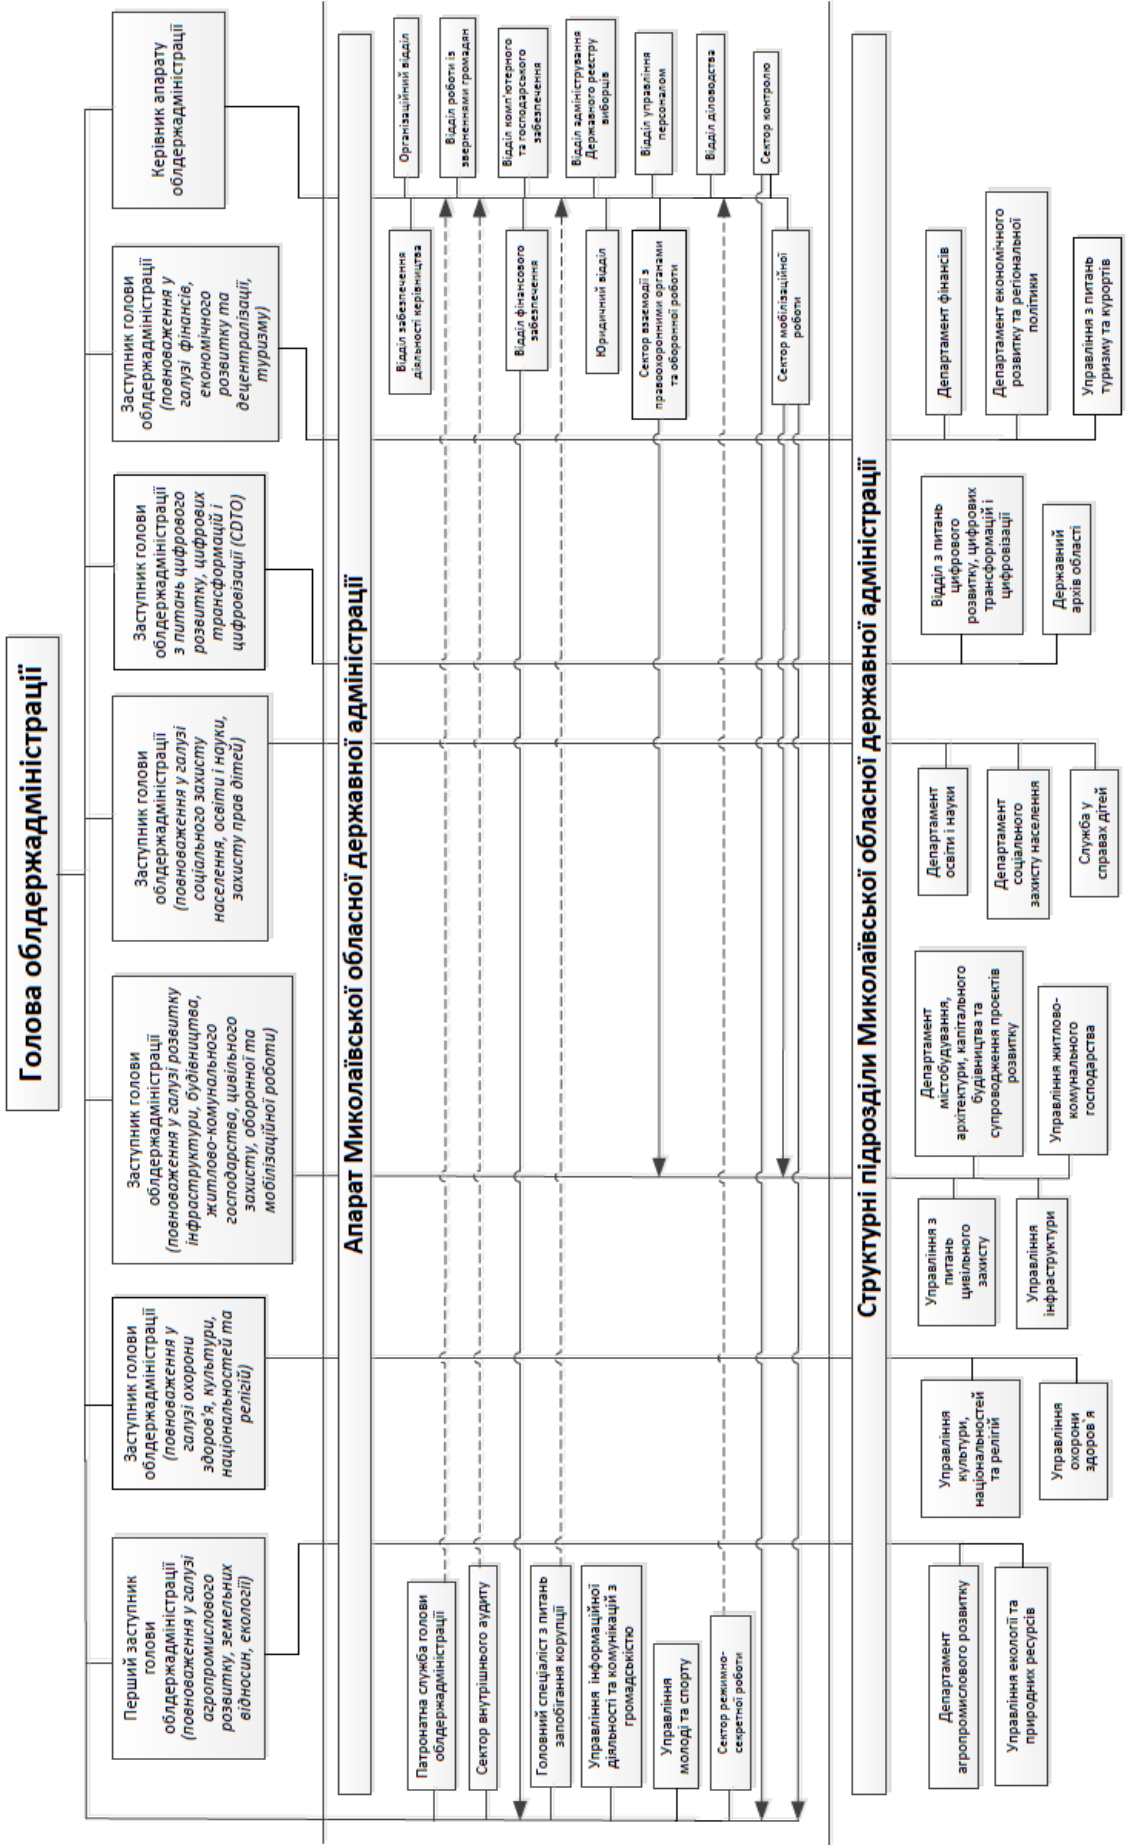 Голова облдержадміністрації
Перший заступник
голови
облдержадміністрації
(повноваження у галузі
агропромислового
розвитку, земельних
відносин, екології)
Заступник голови
облдержадміністрації
(повноваження у
галузі охорони
здоров'я, культури,
національностей та
релігій)
Заступник голови
облдержадміністрації
(повноваження у галузі розвитку
інфраструктури, будівництва,
житлово-комунального
господарства, цивільного
захисту, оборонної та
мобілізаційної роботи)
Заступник голови
облдержадміністрації
(повноваження у галузі
соціального захисту
населення, освіти і науки,
захисту прав дітей)
Заступник голови
облдержадміністрації
з питань цифрового
розвитку, цифрових
трансформацій і
цифровізації (CDTO)
Заступник голови
облдержадміністрації
(повноваження у
галузі фінансів,
економічного
розвитку та
децентралізації,
туризму)
Керівник апарату
облдержадміністрації
Апарат Миколаївської обласної державної адміністрації
Патронатна служба голови
облдержадміністрації
Сектор внутрішнього аудиту
Головний спеціаліст з питань
запобігання корупції
Управління інформаційної
діяльності та комунікацій з
громадськістю
Управління
молоді та спорту
Сектор режимно-
секретної роботи
Відділ забезпечення
діяльності керівництва
Відділ фінансового
забезпечення
Юридичний відділ
Сектор взаємодії з
правоохоронними органами
та оборонної роботи
Сектор мобілізаційної
роботи
Організаційний відділ
Відділ роботи із
зверненнями громадян
Відділ комп'ютерного
та господарського
забезпечення
Відділ адміністрування
Державного реєстру
виборців
Відділ управління
персоналом
Відділ діловодства
Сектор контролю
Структурні підрозділи Миколаївської обласної державної адміністрації
Департамент
агропромислового розвитку
Управління екології та
природних ресурсів
Управління
культури,
національностей
та релігій
Управління
охорони
здоров`я
Управління з
питань
цивільного
захисту
Управління
інфраструктури
Департамент
містобудування,
архітектури, капітального
будівництва та
супроводження проєктів
розвитку
Управління житлово-
комунального
господарства
Департамент
освіти і науки
Департамент
соціального
захисту населення
Служба у
справах дітей
Відділ з питань
цифрового
розвитку, цифрових
трансформацій і
цифровізації
Державний
архів області
Департамент фінансів
Департамент економічного
розвитку та регіональної
політики
Управління з питань
туризму та курортів